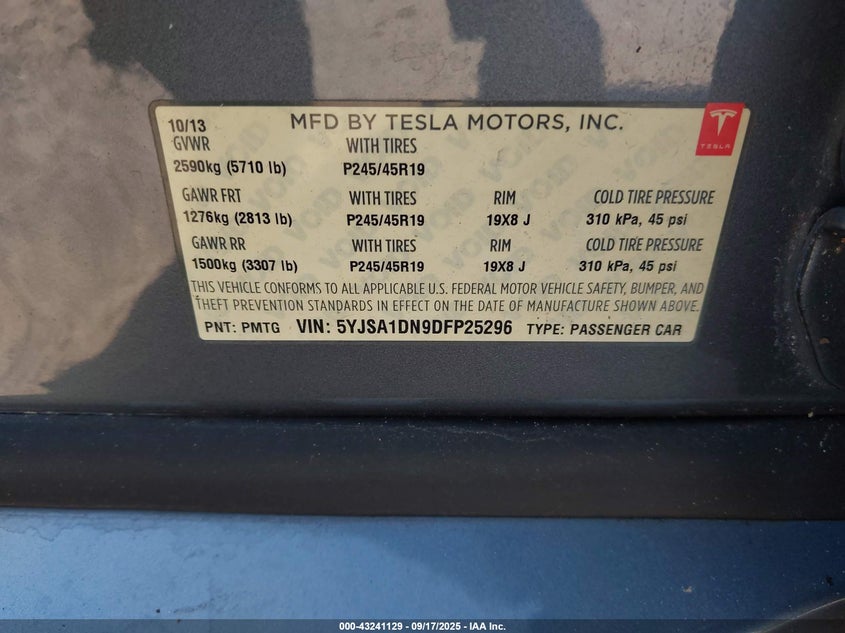 10/13 MFD BY TESLA MOTORS, INC.
GVWR WITH TIRES
TESLA
2590kg (5710 lb) P245/45R19
GAWR FRT WITH TIRES RIM COLD TIRE PRESSURE
1276kg (2813 lb) P245/45R19 19X8 J 310 kPa, 45 psi
GAWR RR WITH TIRES RIM COLD TIRE PRESSURE
1500kg (3307 lb) P245/45R19 19X8 J 310 kPa, 45 psi
THIS VEHICLE CONFORMS TO ALL APPLICABLE U.S. FEDERAL MOTOR VEHICLE SAFETY, BUMPER, AND
THEFT PREVENTION STANDARDS IN EFFECT ON THE DATE OF MANUFACTURE SHOWN ABOVE.
PNT: PMTG VIN: 5YJSA1DN9DFP25296 TYPE: PASSENGER CAR
000-43241129 - 09/17/2025 - IAA Inc.